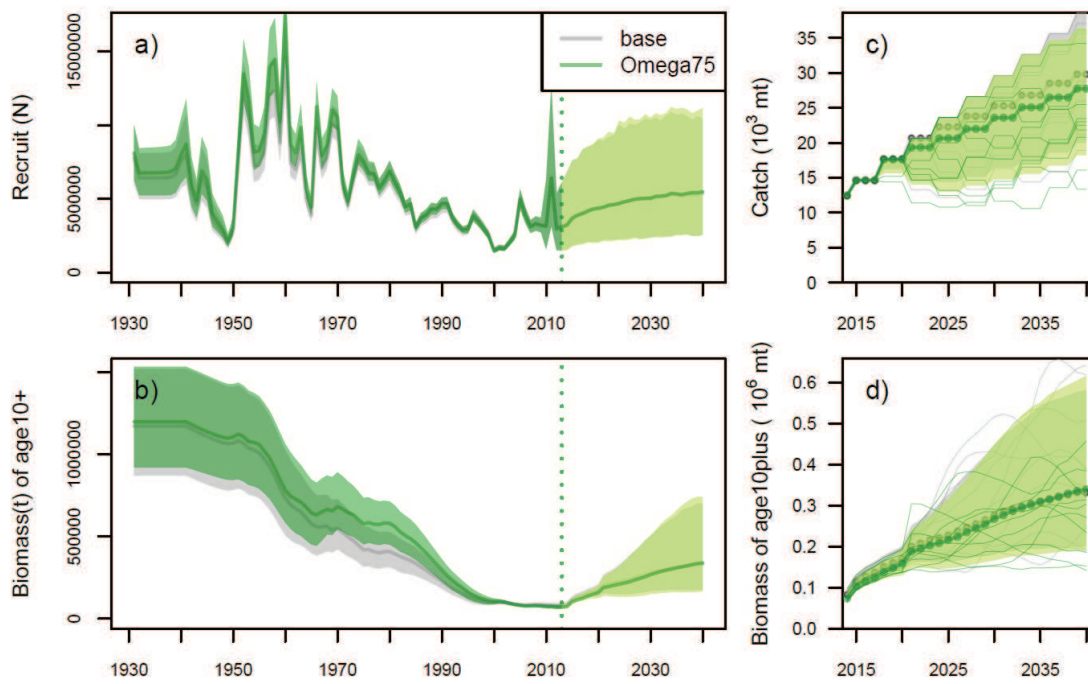 a)
base
Omega75
Recruit (N)
0 5000000 15000000
1930 1950 1970 1990 2010 2030
c)
Catch (10³ mt)
0 5 10 15 20 25 30 35
2015 2025 2035
b)
Biomass(t) of age10+
0 500000 1000000
1930 1950 1970 1990 2010 2030
d)
Biomass of age10plus ( 10⁶ mt)
0.0 0.1 0.2 0.3 0.4 0.5 0.6
2015 2025 2035